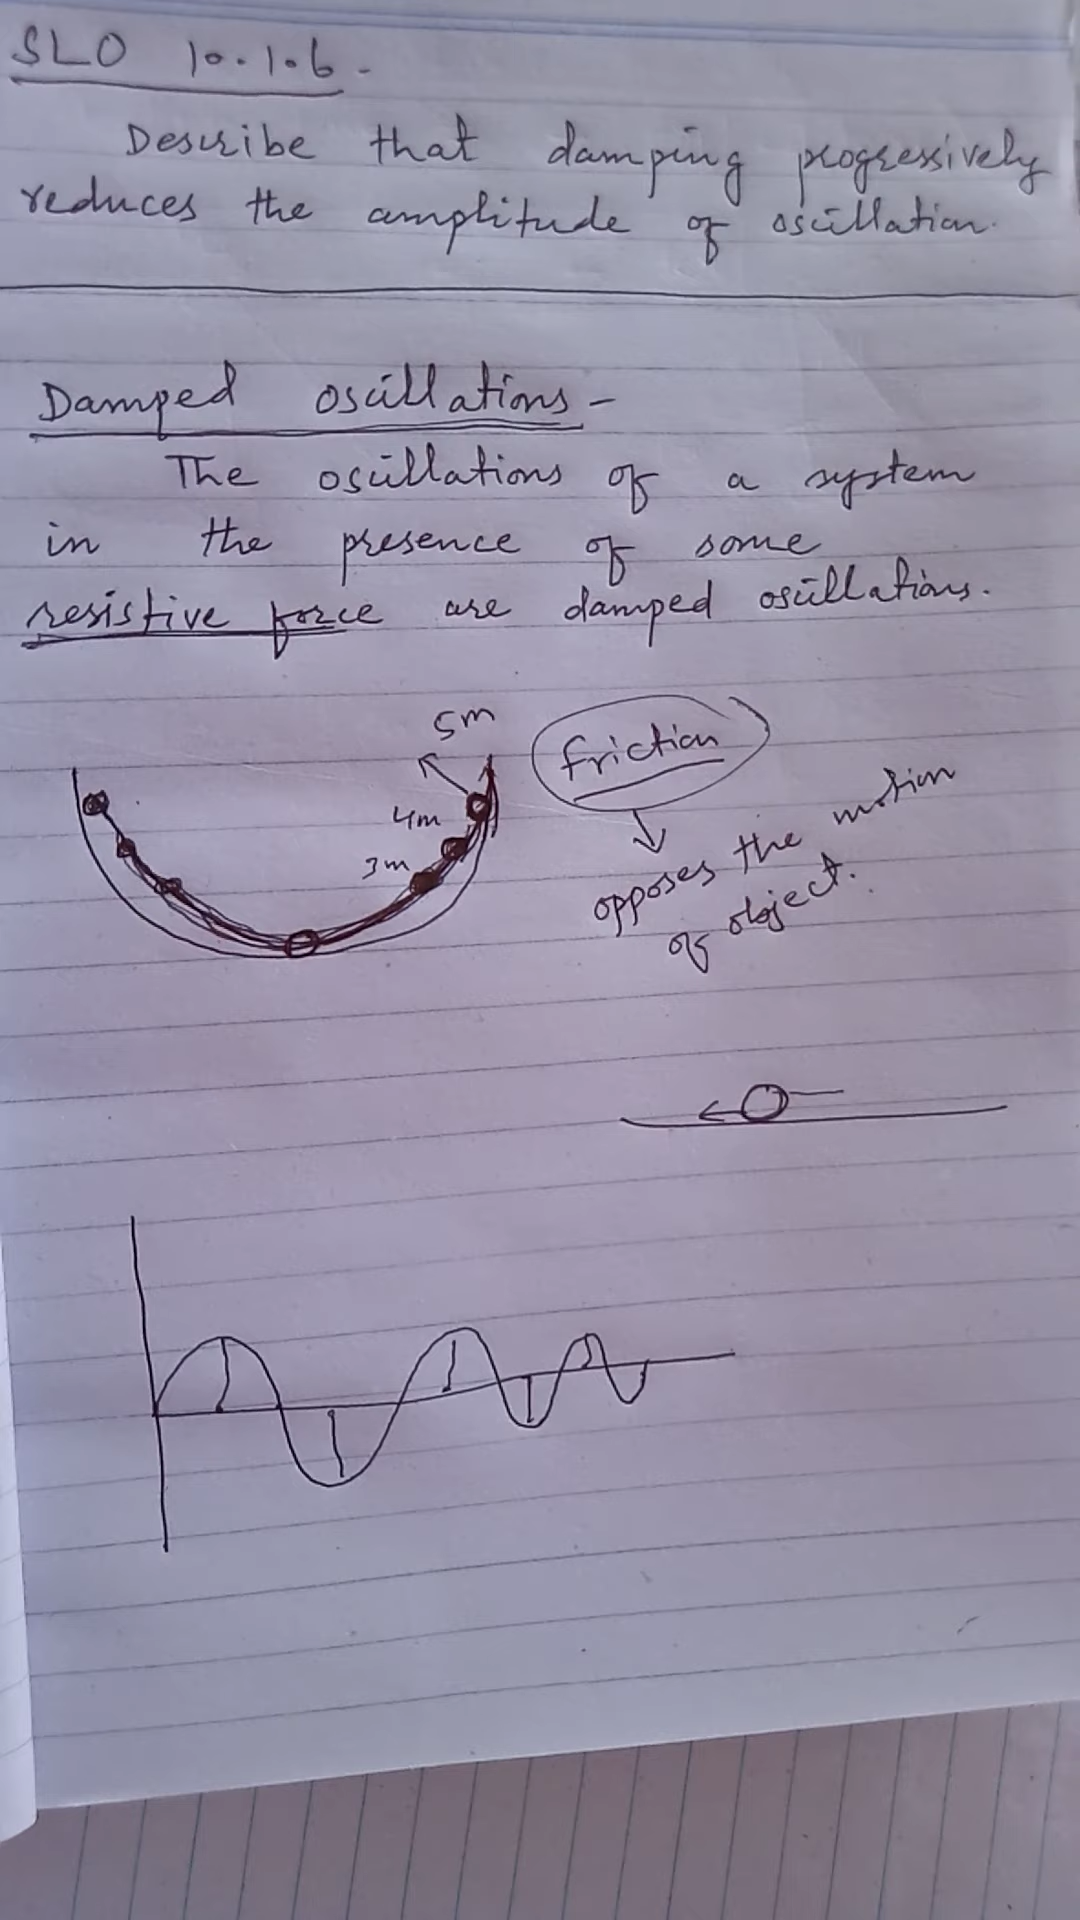 SLO 10.1.6.
Describe that damping progressively
reduces the amplitude of oscillation.
Damped oscillations -
The oscillations of a system
in the presence of some
resistive force are damped oscillations.
5m
friction
4m
3m
opposes the motion
of object.